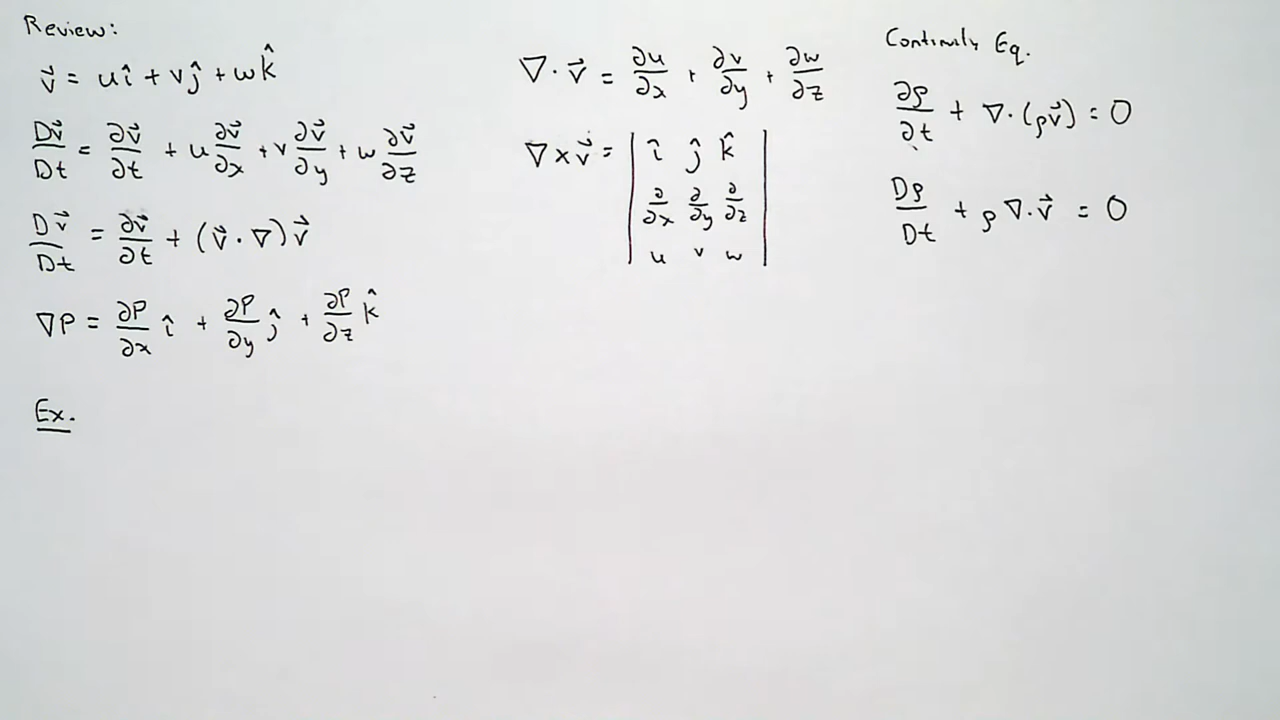 Review:
v⃗ = uî + vĵ + wk̂
Dv⃗/Dt = ∂v⃗/∂t + u ∂v⃗/∂x + v ∂v⃗/∂y + w ∂v⃗/∂z
Dv⃗/Dt = ∂v⃗/∂t + (v⃗ · ∇)v⃗
∇P = ∂P/∂x î + ∂P/∂y ĵ + ∂P/∂z k̂
Ex.
∇ · v⃗ = ∂u/∂x + ∂v/∂y + ∂w/∂z
∇ x v⃗ = | î ĵ k̂ |
| ∂/∂x ∂/∂y ∂/∂z |
| u v w |
Continuity Eq.
∂ρ/∂t + ∇ · (ρv⃗) = 0
Dρ/Dt + ρ ∇ · v⃗ = 0